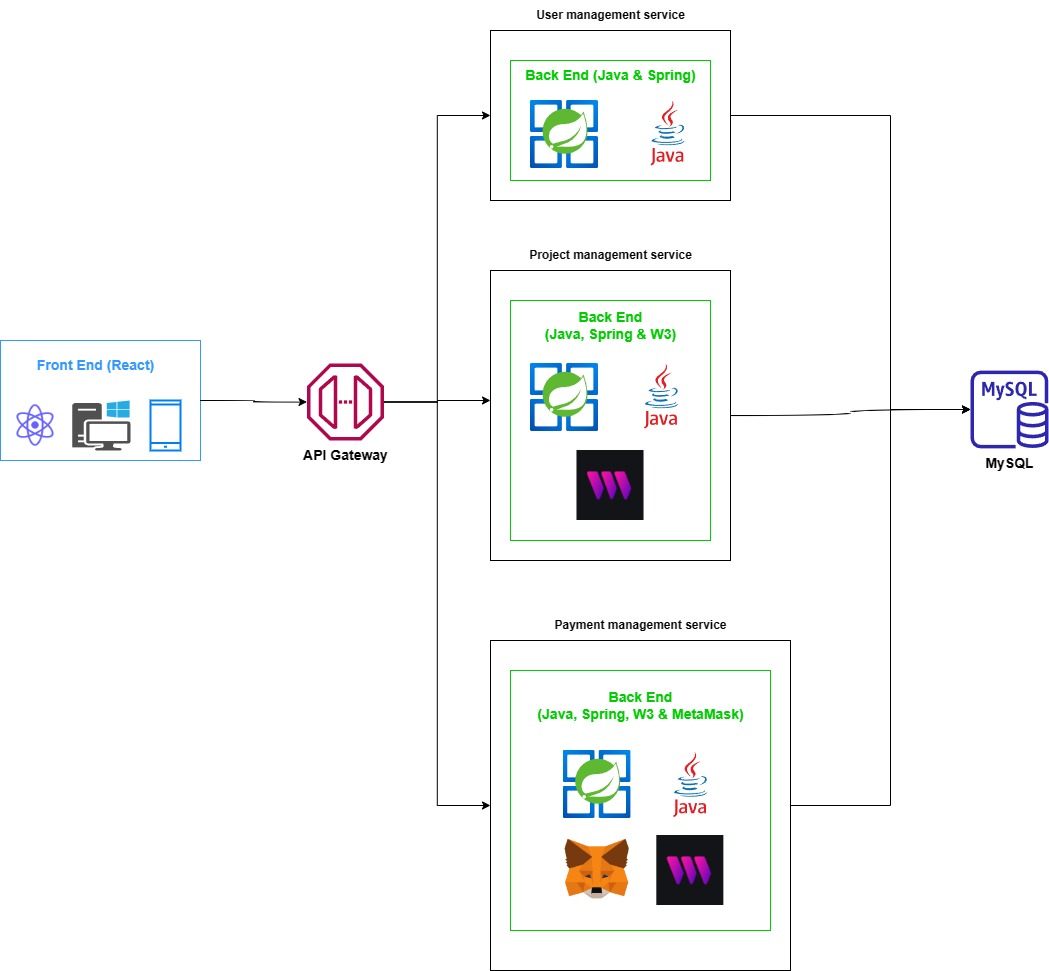 User management service
Back End (Java & Spring)
Java
Project management service
Back End
(Java, Spring & W3)
Java
Front End (React)
API Gateway
MySQL
MySQL
Payment management service
Back End
(Java, Spring, W3 & MetaMask)
Java